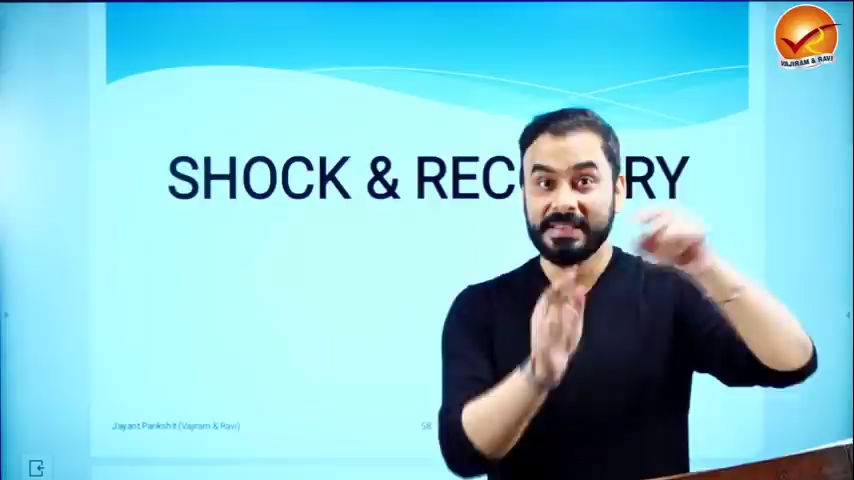 VAJIRAM & RAVI
SHOCK & REC RY
Jayant Parikshit (Vajiram & Ravi)
58